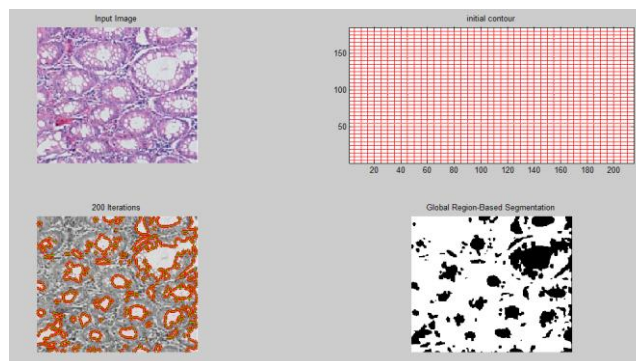 Input Image
initial contour
150
100
50
20 40 60 80 100 120 140 160 180 200
200 Iterations
Global Region-Based Segmentation